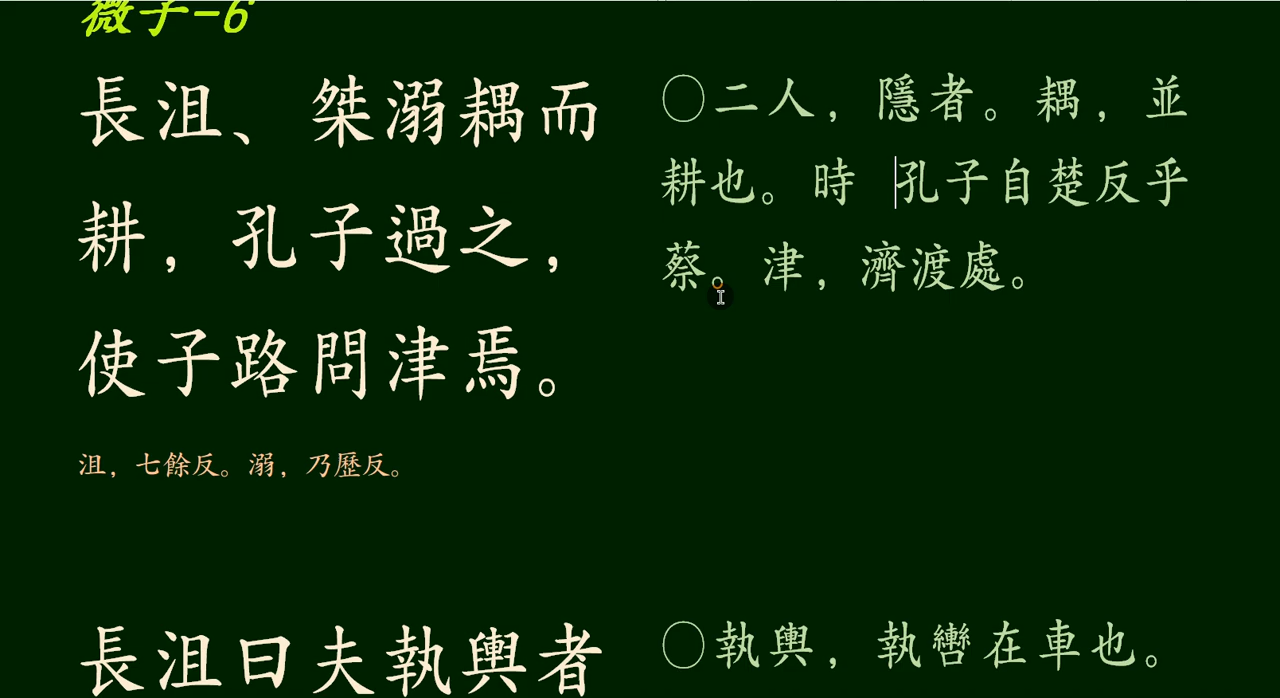 微子-6
長沮、桀溺耦而
耕，孔子過之，
使子路問津焉。
沮，七餘反。溺，乃歷反。
○二人，隱者。耦，並
耕也。時 孔子自楚反乎
蔡。津，濟渡處。
長沮曰夫執輿者
○執輿，執轡在車也。